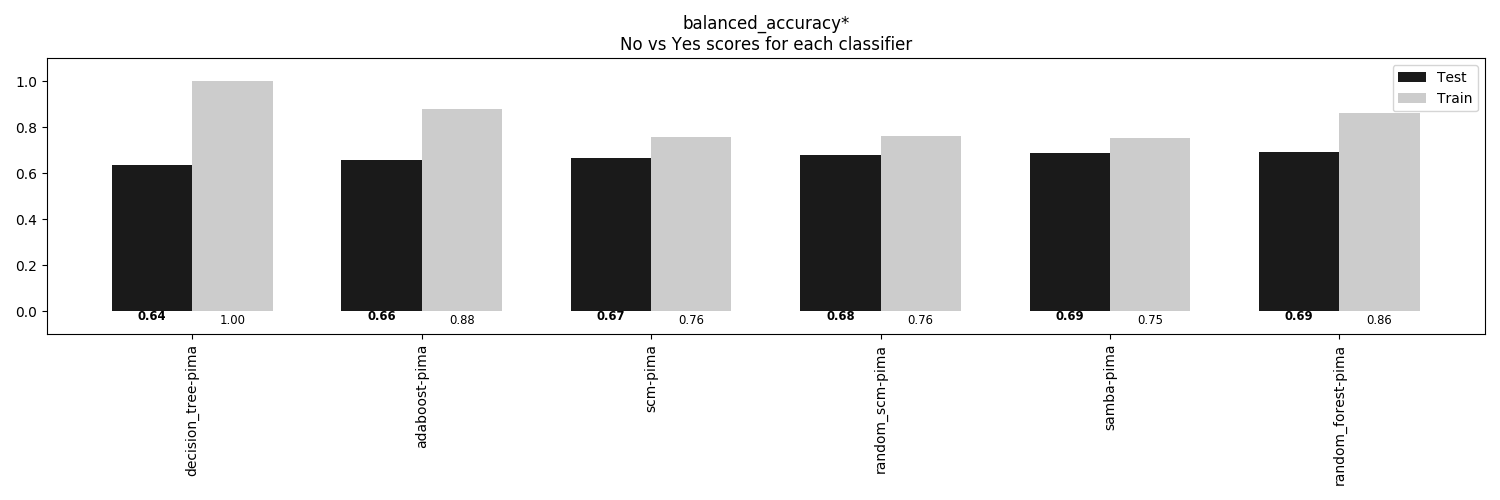 balanced_accuracy*
No vs Yes scores for each classifier
Test
Train
1.0
0.8
0.6
0.4
0.2
0.0
0.64 1.00 0.66 0.88 0.67 0.76 0.68 0.76 0.69 0.75 0.69 0.86
decision_tree-pima
adaboost-pima
scm-pima
random_scm-pima
samba-pima
random_forest-pima